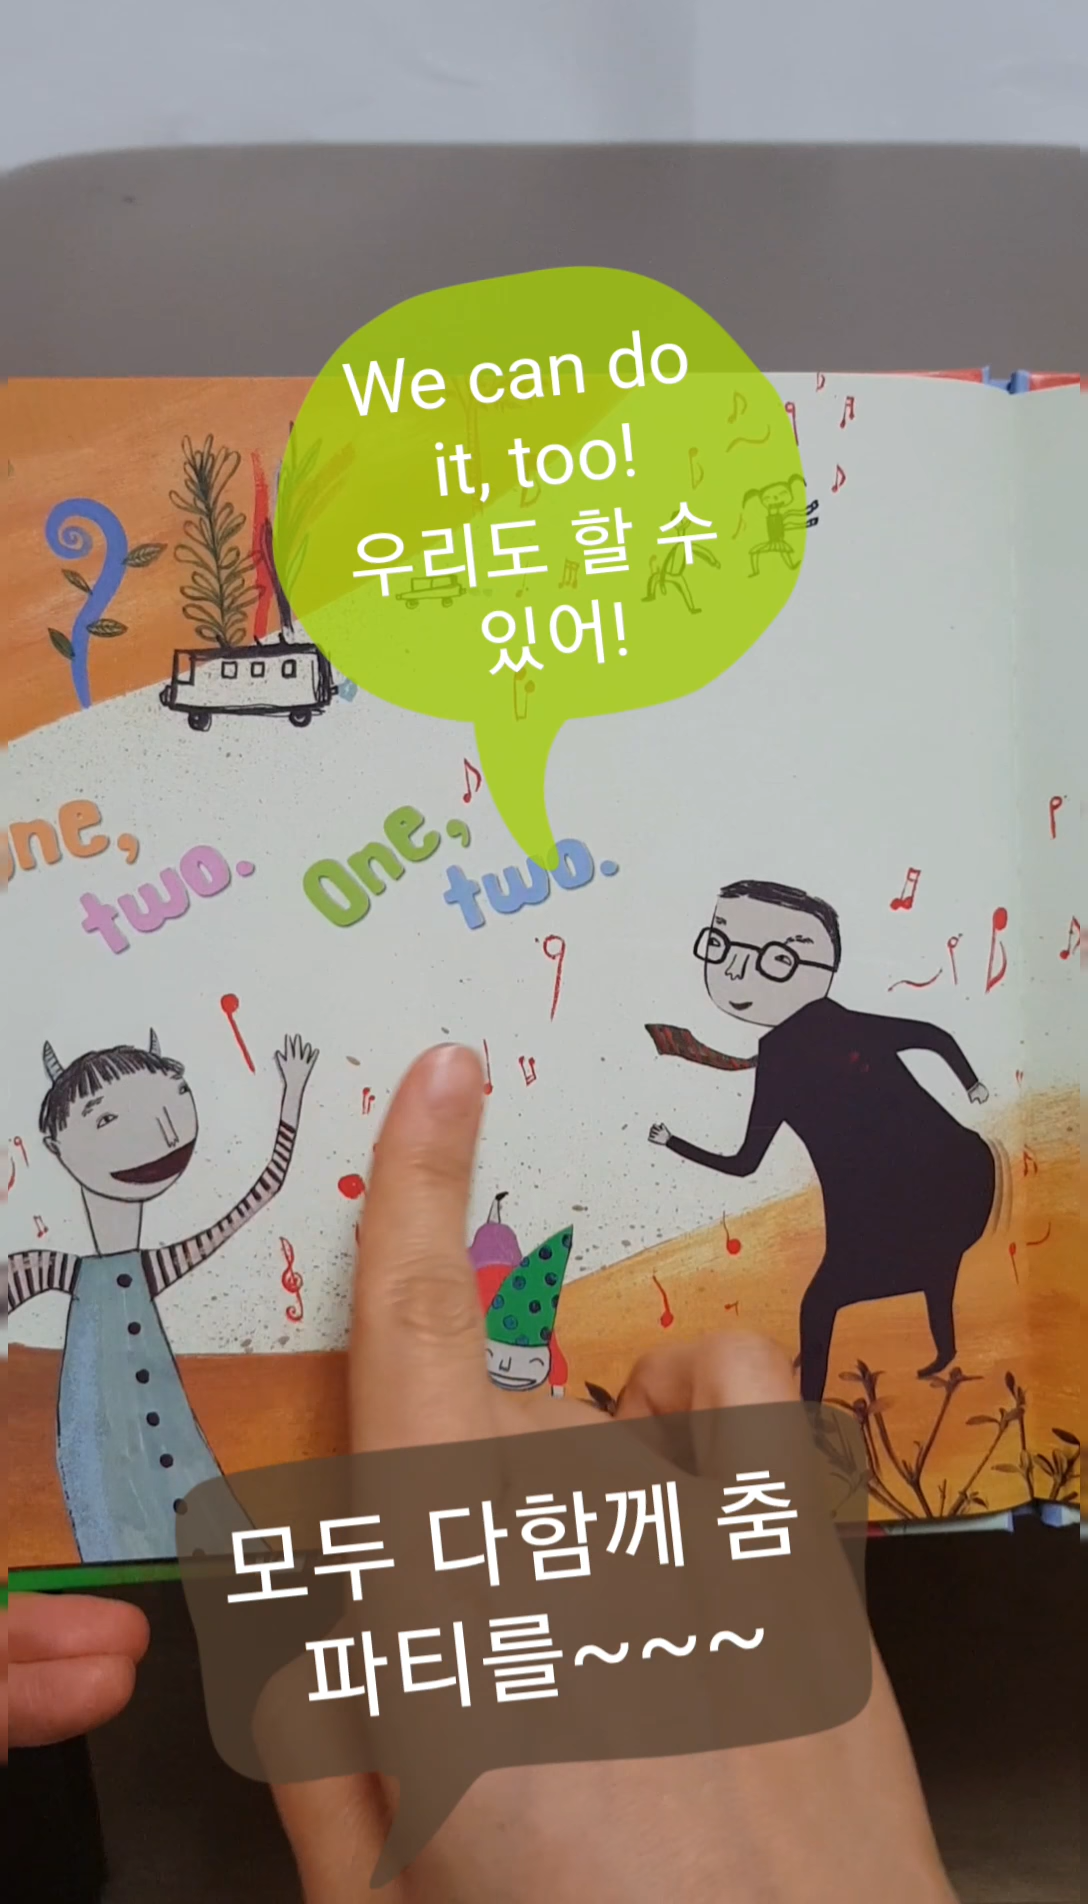 We can do
it, too!
우리도 할 수
있어!
one,
two.
One,
two.
모두 다함께 춤
파티를~~~